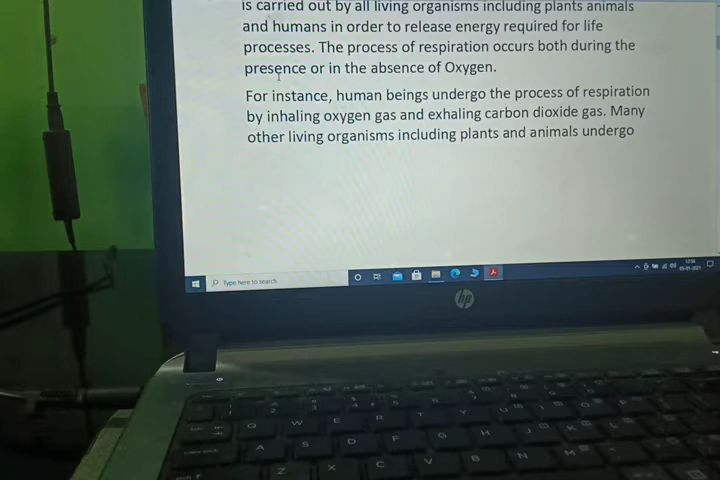 is carried out by all living organisms including plants animals
and humans in order to release energy required for life
processes. The process of respiration occurs both during the
presence or in the absence of Oxygen.
For instance, human beings undergo the process of respiration
by inhaling oxygen gas and exhaling carbon dioxide gas. Many
other living organisms including plants and animals undergo
Type here to search
hp
Q W E R T Y U I O P
A S D F G H J K L
Z X C V B N M